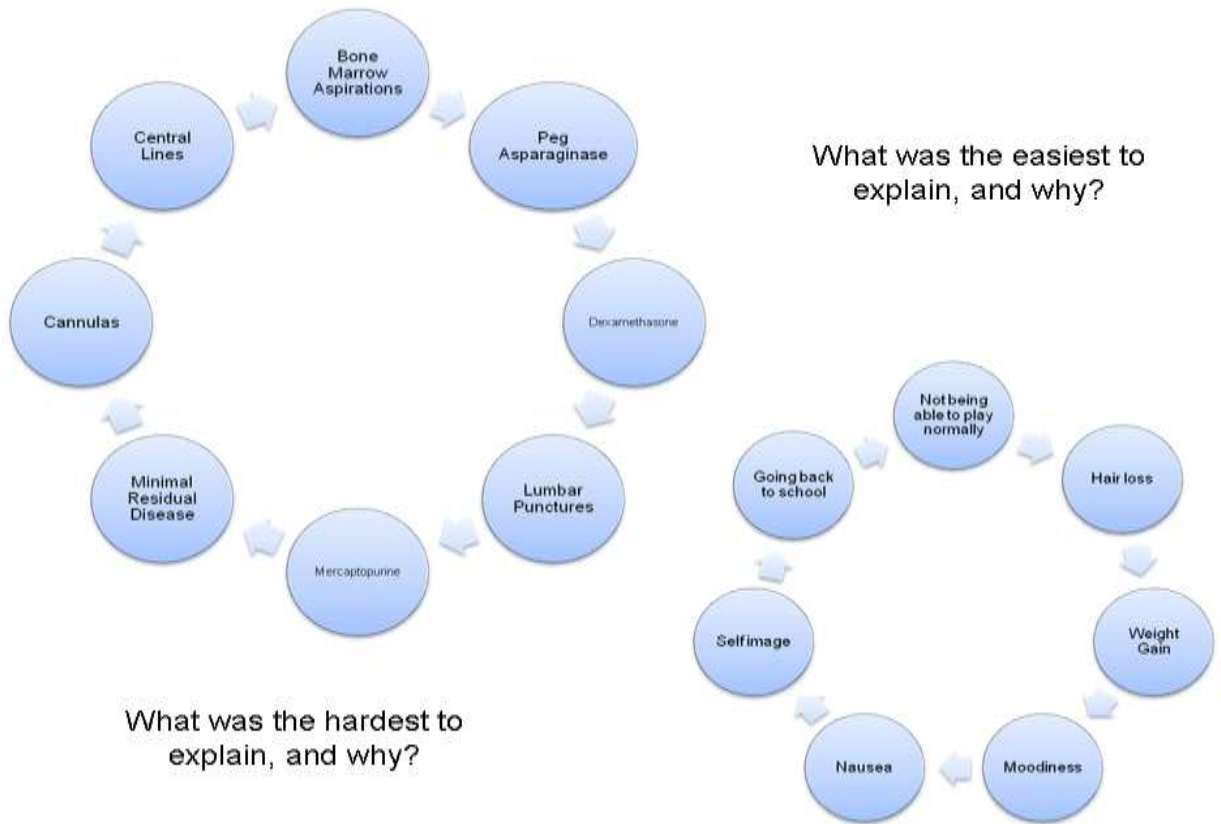 Bone
Marrow
Aspirations
Peg
Asparaginase
Dexamethasone
Lumbar
Punctures
Mercaptopurine
Minimal
Residual
Disease
Cannulas
Central
Lines
What was the easiest to
explain, and why?
Not being
able to play
normally
Hair loss
Weight
Gain
Moodiness
Nausea
Self image
Going back
to school
What was the hardest to
explain, and why?